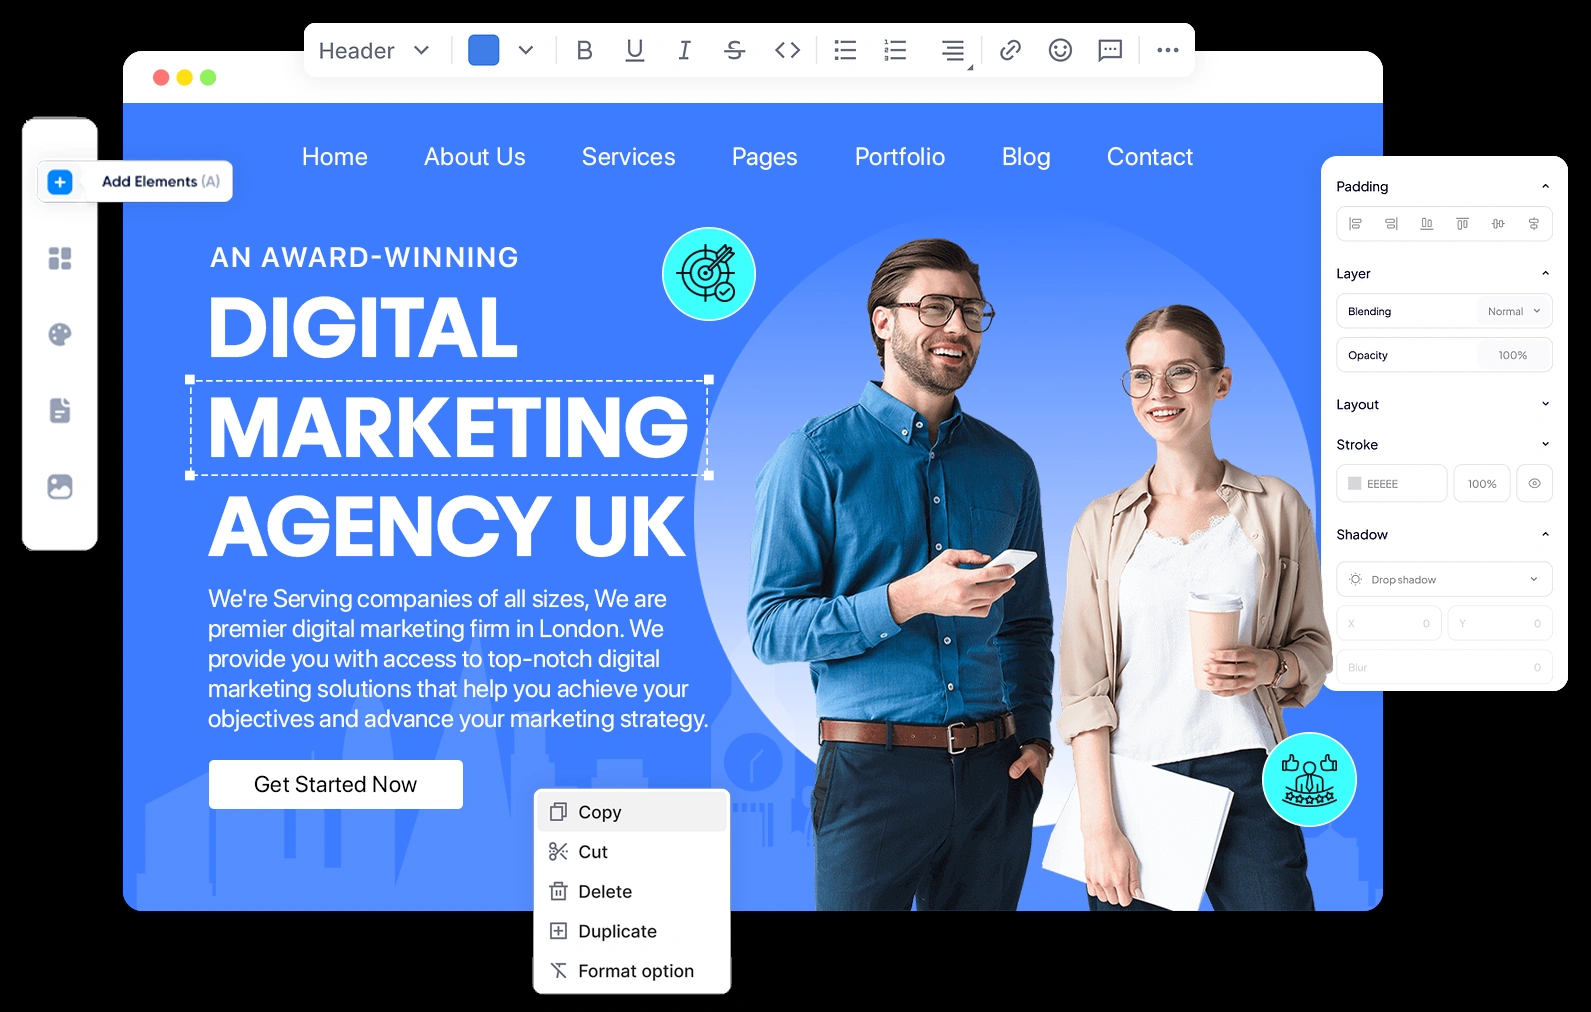 Header
B U I S <>
Add Elements (A)
Home About Us Services Pages Portfolio Blog Contact
AN AWARD-WINNING
DIGITAL
MARKETING
AGENCY UK
We're Serving companies of all sizes, We are
premier digital marketing firm in London. We
provide you with access to top-notch digital
marketing solutions that help you achieve your
objectives and advance your marketing strategy.
Get Started Now
Copy
Cut
Delete
Duplicate
Format option
Padding
Layer
Blending Normal
Opacity 100%
Layout
Stroke
EEEEE 100%
Shadow
Drop shadow
X 0 Y 0
Blur 0